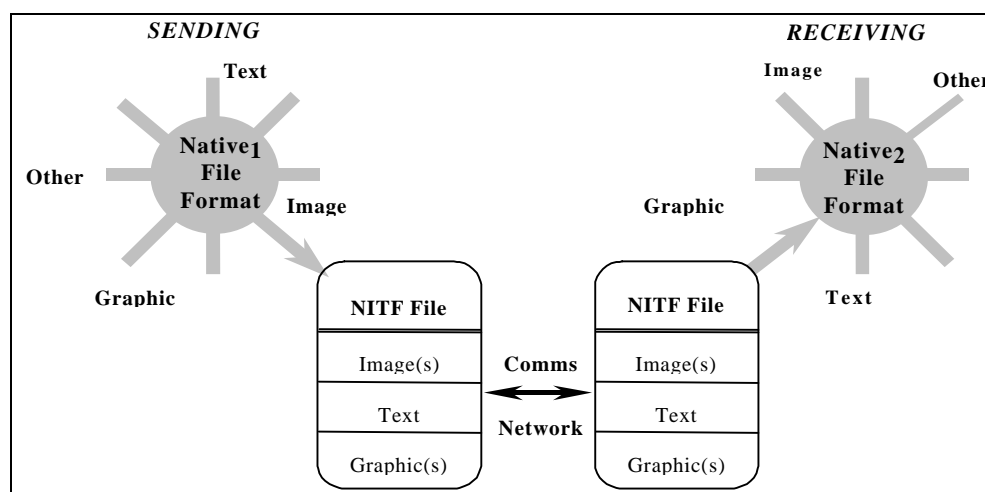 SENDING
RECEIVING
Text
Image
Other
Native1
File
Format
Native2
File
Format
Other
Image
Graphic
Graphic
Text
NITF File
Image(s)
Text
Graphic(s)
Comms
Network
NITF File
Image(s)
Text
Graphic(s)